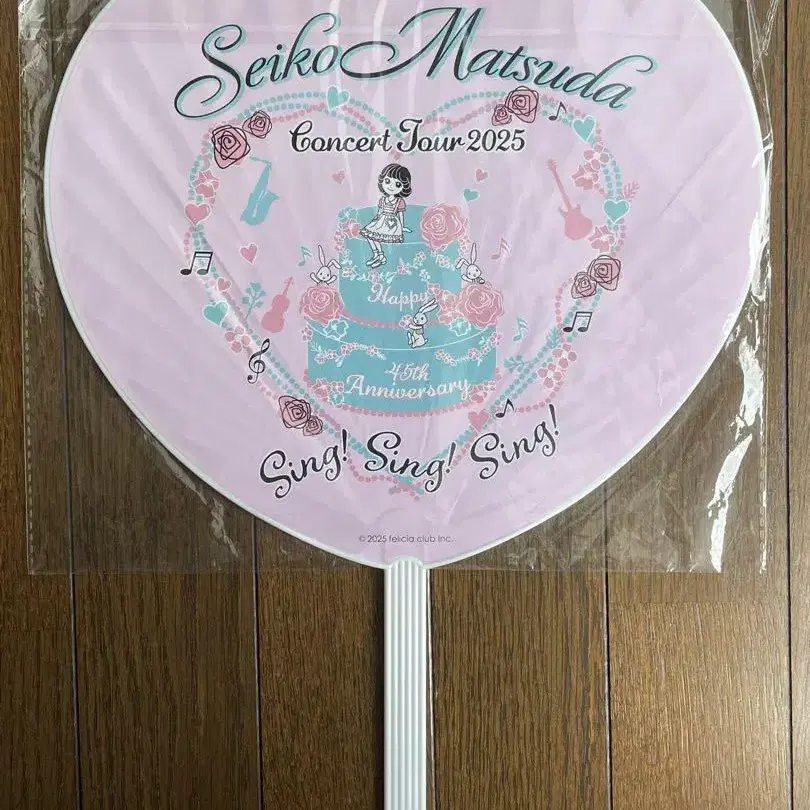 Seiko Matsuda
Concert Tour 2025
Happy
45th
Anniversary
Sing! Sing! Sing!
© 2025 felicia club Inc.